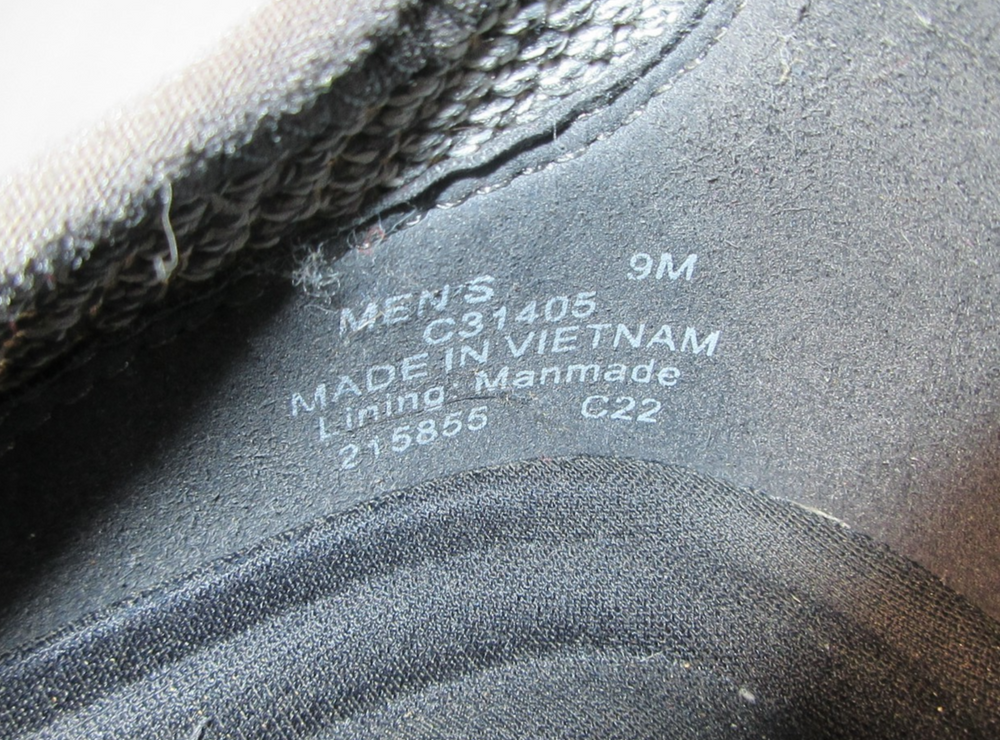 MEN'S 9M
C31405
MADE IN VIETNAM
Lining: Manmade
215855 C22